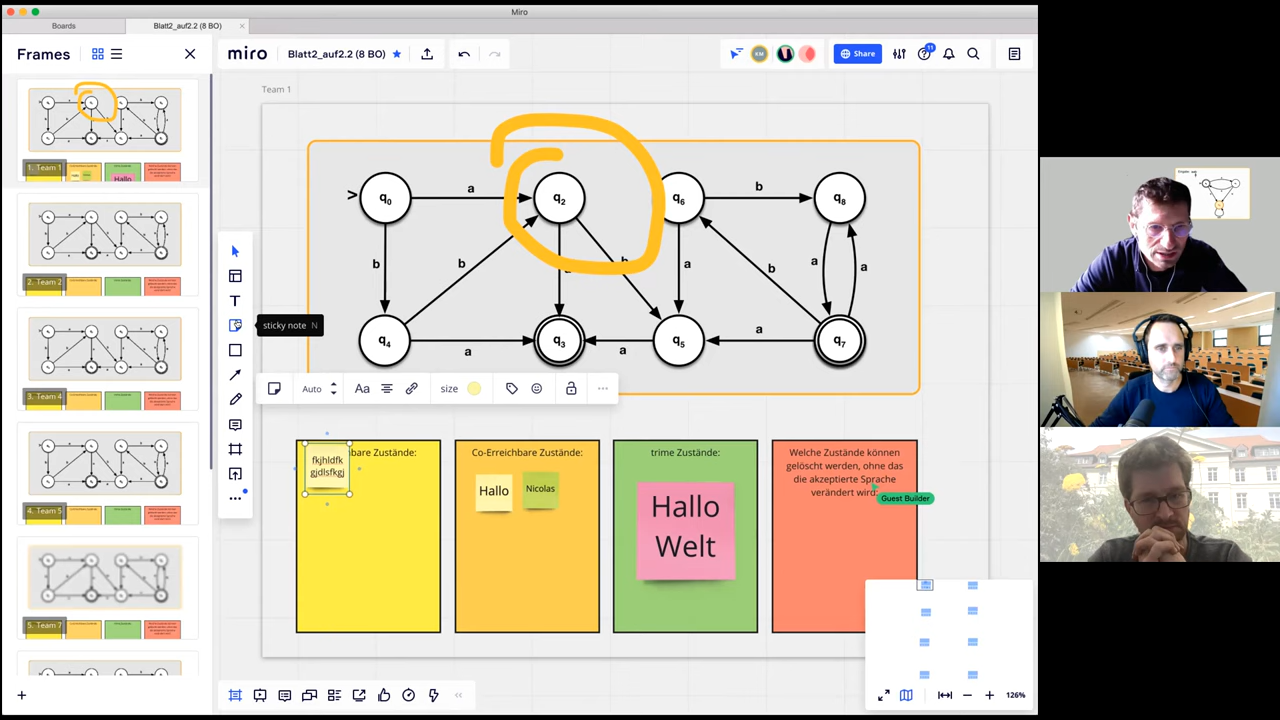 Miro
Boards
Blatt2_auf2.2 (8 BO)
Frames
miro
Blatt2_auf2.2 (8 BO)
KM
Share
11
Team 1
1. Team 1
Hallo
2. Team 2
3. Team 4
4. Team 5
5. Team 7
sticky note N
> q0 a q2 q6 b q8
b b a b a b a a
q4 a q3 a q5 a q7
Auto
Aa
size
fkjhldfk
gjdlsfkgj
bare Zustände:
Co-Erreichbare Zustände:
Hallo
Nicolas
trime Zustände:
Hallo
Welt
Welche Zustände können
gelöscht werden, ohne das
die akzeptierte Sprache
verändert wird:
Guest Builder
126%